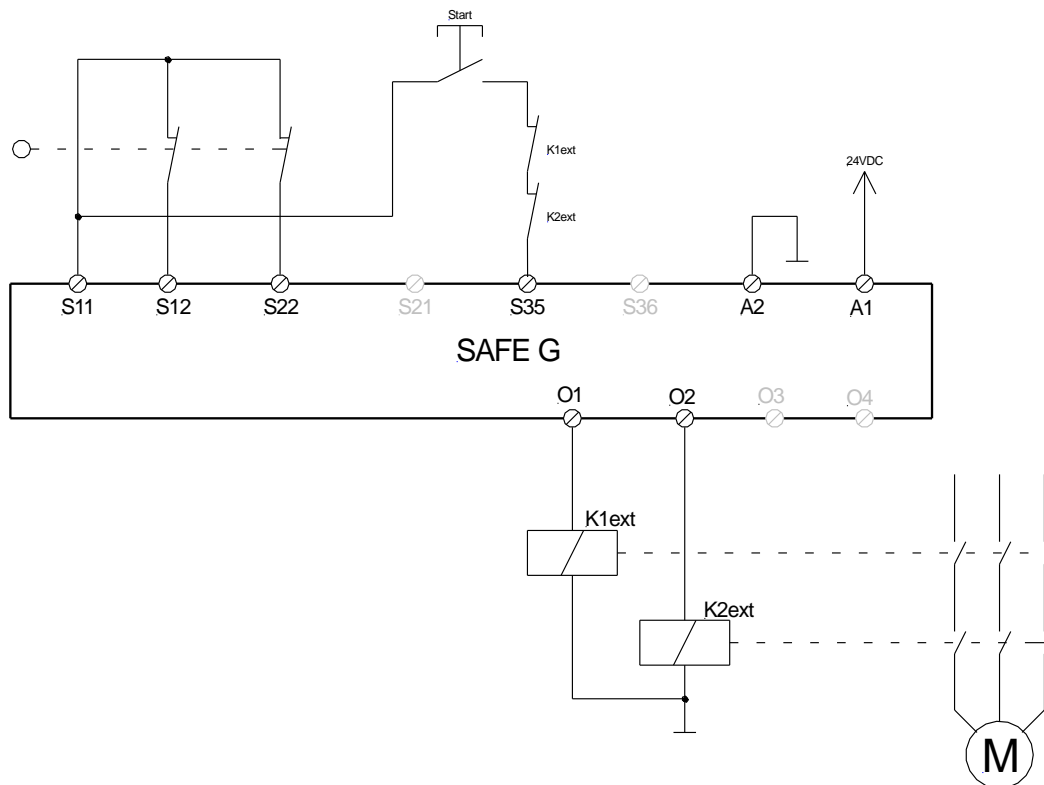 Start
K1ext
24VDC
K2ext
S11 S12 S22 S21 S35 S36 A2 A1
SAFE G
O1 O2 O3 O4
K1ext
K2ext
M